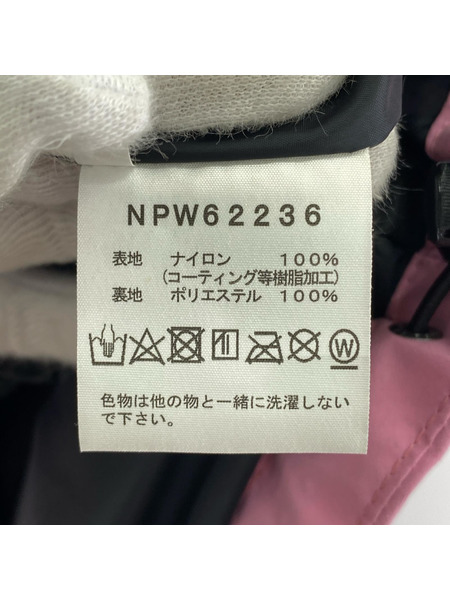 NPW62236
表地 ナイロン 100%
(コーティング等樹脂加工)
裏地 ポリエステル 100%
W
色物は他の物と一緒に洗濯しない
で下さい。